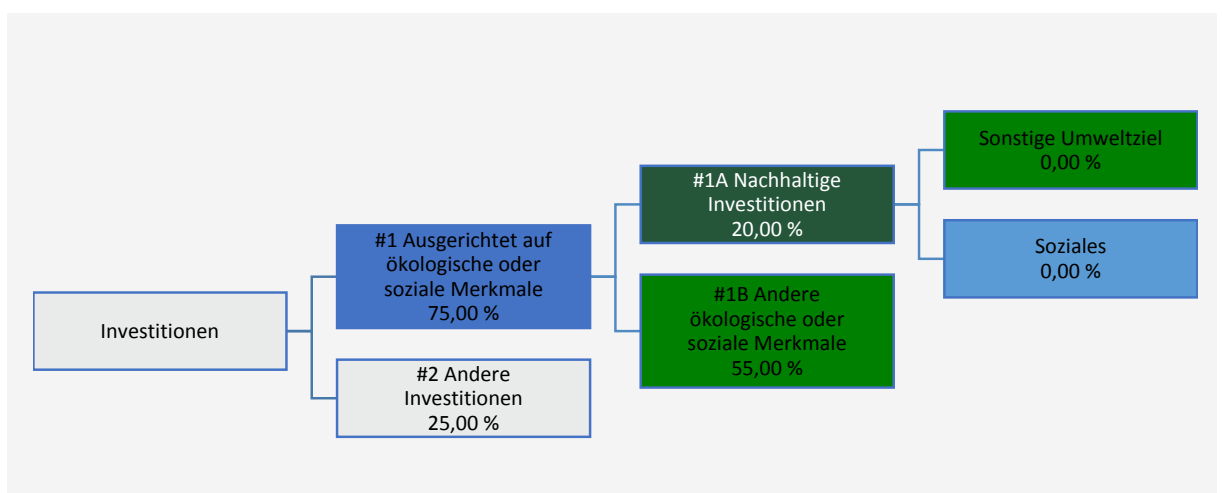 Investitionen
#1 Ausgerichtet auf
ökologische oder
soziale Merkmale
75,00 %
#2 Andere
Investitionen
25,00 %
#1A Nachhaltige
Investitionen
20,00 %
#1B Andere
ökologische oder
soziale Merkmale
55,00 %
Sonstige Umweltziel
0,00 %
Soziales
0,00 %